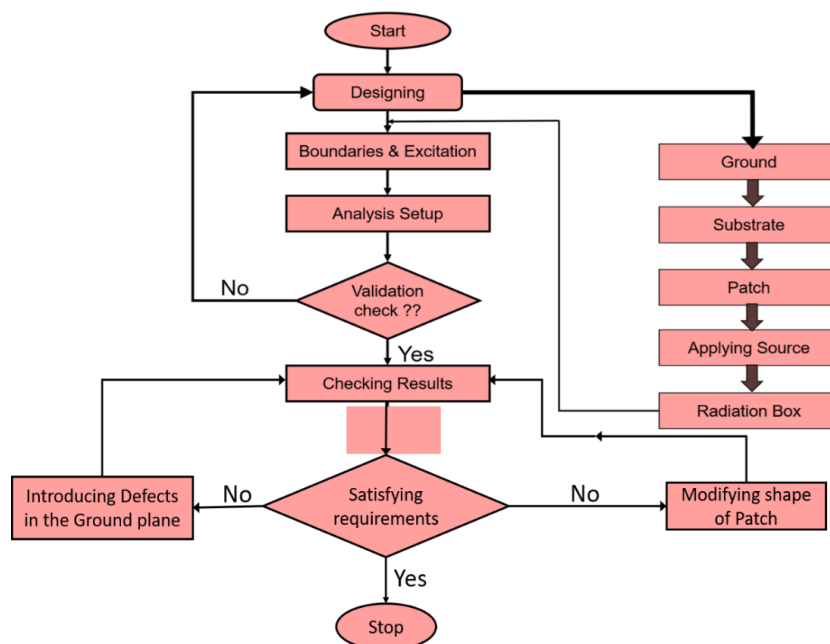 Start
Designing
Boundaries & Excitation
Analysis Setup
No
Validation
check ??
Yes
Checking Results
Ground
Substrate
Patch
Applying Source
Radiation Box
Introducing Defects
in the Ground plane
No
Satisfying
requirements
No
Modifying shape
of Patch
Yes
Stop